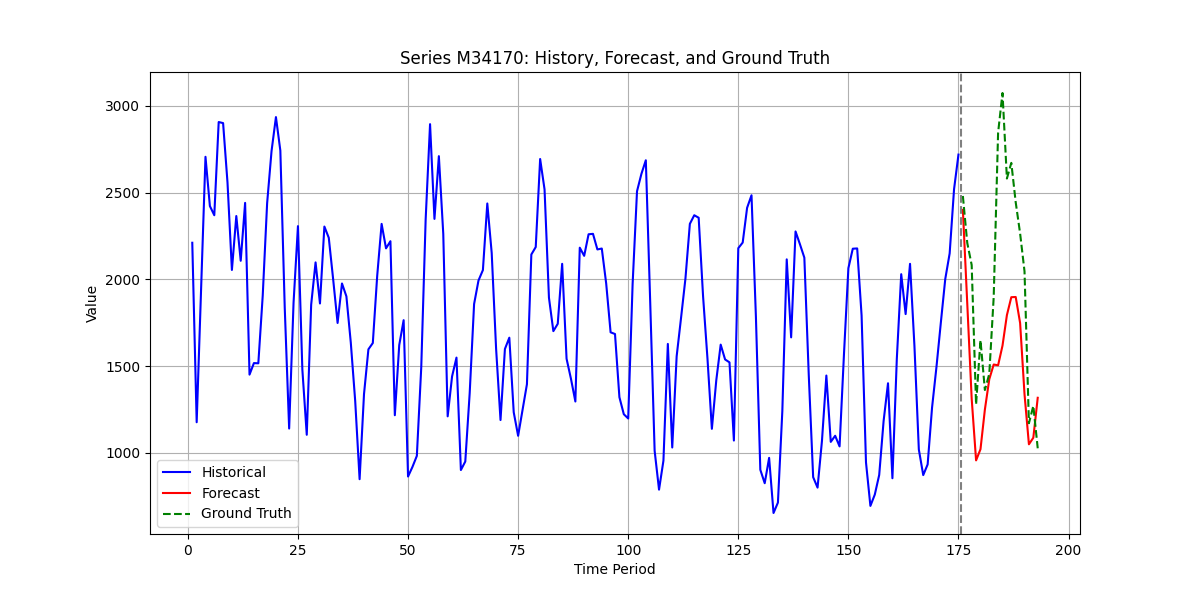 Series M34170: History, Forecast, and Ground Truth
Value
3000
2500
2000
1500
1000
Historical
Forecast
Ground Truth
0 25 50 75 100 125 150 175 200
Time Period